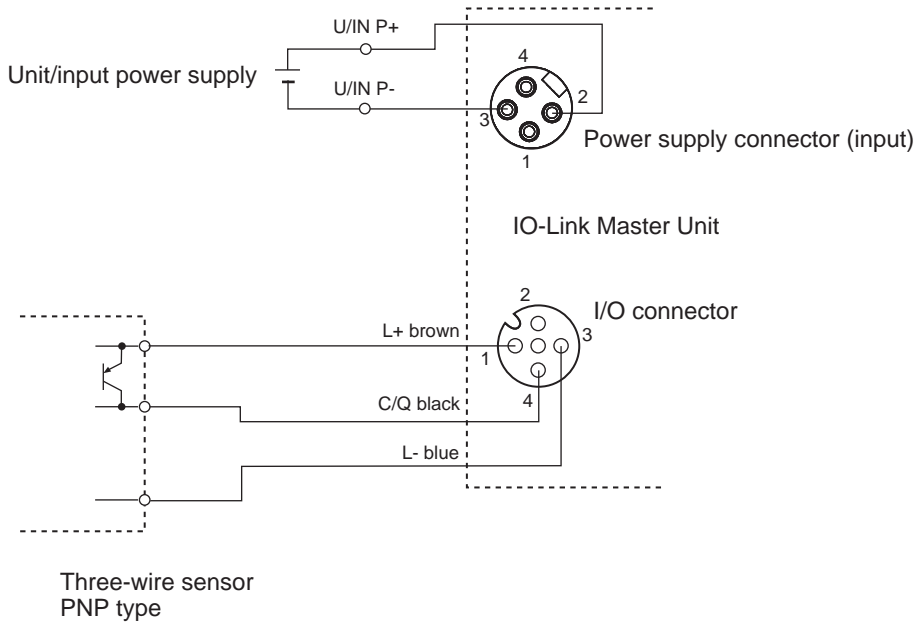 U/IN P+
Unit/input power supply
U/IN P-
4
2
3
1
Power supply connector (input)
IO-Link Master Unit
2
I/O connector
L+ brown
1
3
C/Q black
4
L- blue
Three-wire sensor
PNP type